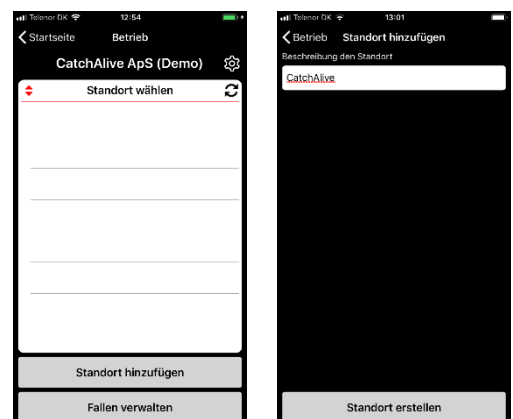 Telenor DK 12:54
Startseite Betrieb
CatchAlive ApS (Demo)
Standort wählen
Standort hinzufügen
Fallen verwalten
Telenor DK 13:01
Betrieb Standort hinzufügen
Beschreibung den Standort
CatchAlive
Standort erstellen